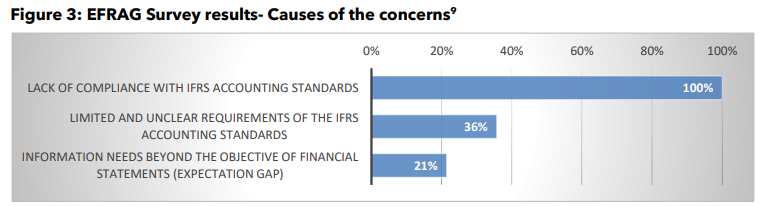 Figure 3: EFRAG Survey results- Causes of the concerns⁹
0% 20% 40% 60% 80% 100%
LACK OF COMPLIANCE WITH IFRS ACCOUNTING STANDARDS 100%
LIMITED AND UNCLEAR REQUIREMENTS OF THE IFRS
ACCOUNTING STANDARDS 36%
INFORMATION NEEDS BEYOND THE OBJECTIVE OF FINANCIAL
STATEMENTS (EXPECTATION GAP) 21%